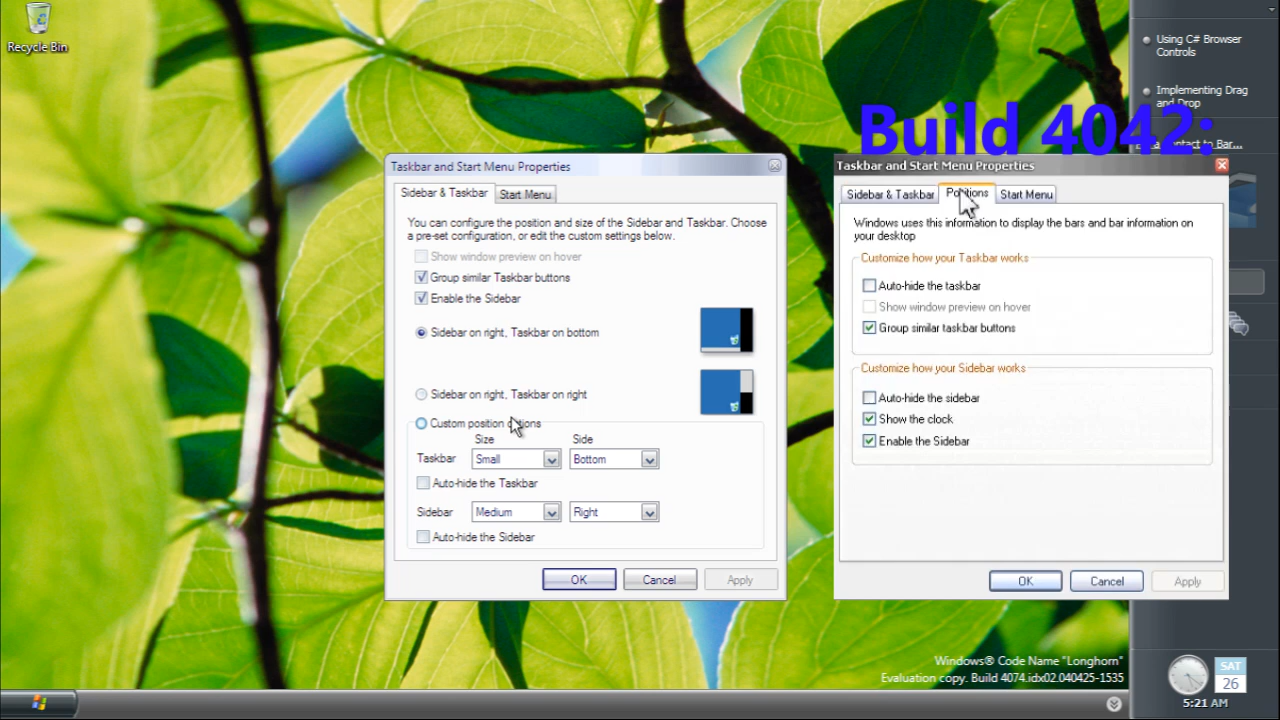 Recycle Bin
Using C# Browser
Controls
Implementing Drag
and Drop
Build 4042:
Taskbar and Start Menu Properties
Sidebar & Taskbar
Start Menu
You can configure the position and size of the Sidebar and Taskbar. Choose
a pre-set configuration, or edit the custom settings below.
Show window preview on hover
Group similar Taskbar buttons
Enable the Sidebar
Sidebar on right, Taskbar on bottom
Sidebar on right, Taskbar on right
Custom position options
Size Side
Taskbar Small Bottom
Auto-hide the Taskbar
Sidebar Medium Right
Auto-hide the Sidebar
OK Cancel Apply
Taskbar and Start Menu Properties
Sidebar & Taskbar Positions Start Menu
Windows uses this information to display the bars and bar information on
your desktop
Customize how your Taskbar works
Auto-hide the taskbar
Show window preview on hover
Group similar taskbar buttons
Customize how your Sidebar works
Auto-hide the sidebar
Show the clock
Enable the Sidebar
OK Cancel Apply
Windows® Code Name "Longhorn"
Evaluation copy. Build 4074.idx02.040425-1535
SAT
26
5:21 AM